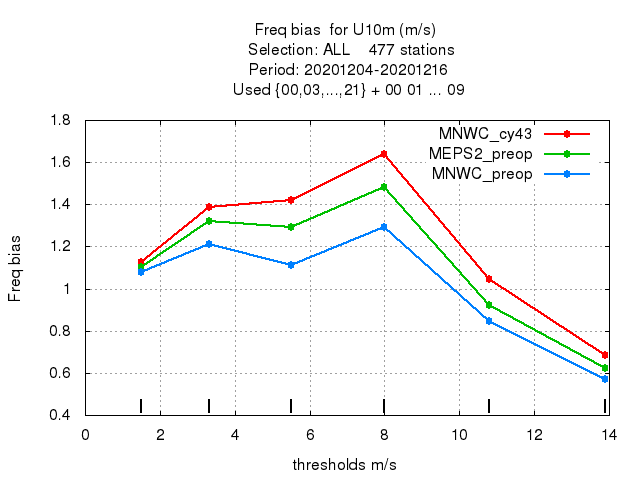 Freq bias  for U10m (m/s)
Selection: ALL    477 stations
Period: 20201204-20201216
Used {00,03,...,21} + 00 01 ... 09
1.8
1.6
1.4
1.2
1
0.8
0.6
0.4
Freq bias
MNWC_cy43
MEPS2_preop
MNWC_preop
0 2 4 6 8 10 12 14
thresholds m/s